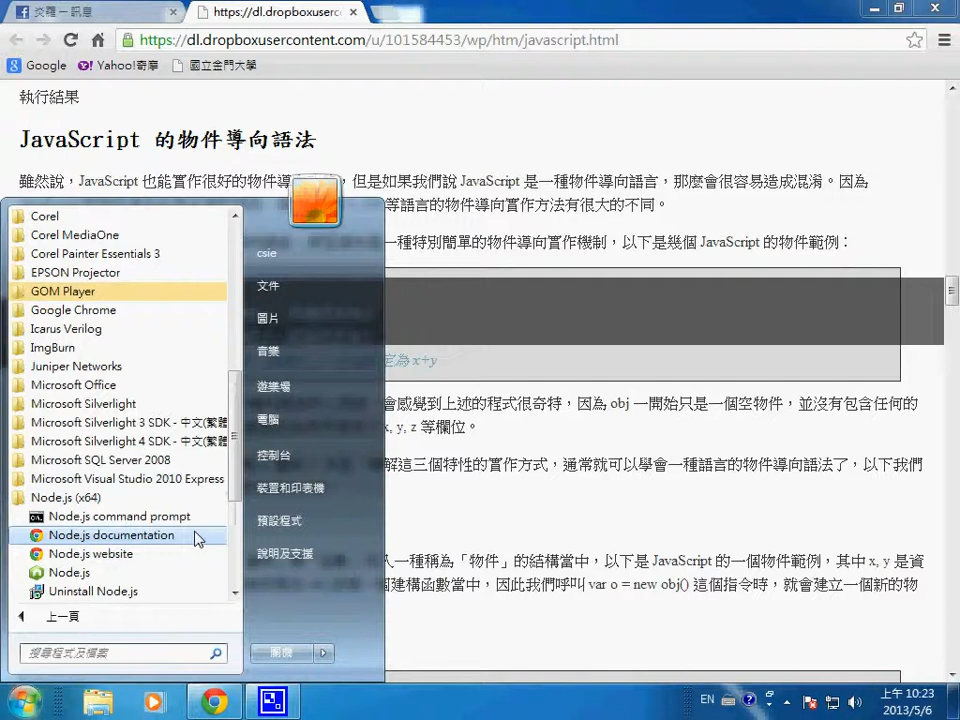 炎羅 - 訊息
https://dl.dropboxuserc
https://dl.dropboxusercontent.com/u/101584453/wp/htm/javascript.html
Google
Yahoo!奇摩
國立金門大學
執行結果
JavaScript 的物件導向語法
雖然說，JavaScript 也能實作很好的物件導
，但是如果我們說 JavaScript 是一種物件導向語言，那麼會很容易造成混淆。因為
等語言的物件導向實作方法有很大的不同。
一種特別簡單的物件導向實作機制，以下是幾個 JavaScript 的物件範例：
定為 x+y
會感覺到上述的程式很奇特，因為 obj 一開始只是一個空物件，並沒有包含任何的
x, y, z 等欄位。
解這三個特性的實作方式，通常就可以學會一種語言的物件導向語法了，以下我們
入一種稱為「物件」的結構當中，以下是 JavaScript 的一個物件範例，其中 x, y 是資
個建構函數當中，因此我們呼叫 var o = new obj() 這個指令時，就會建立一個新的物
Corel
Corel MediaOne
Corel Painter Essentials 3
EPSON Projector
GOM Player
Google Chrome
Icarus Verilog
ImgBurn
Juniper Networks
Microsoft Office
Microsoft Silverlight
Microsoft Silverlight 3 SDK - 中文(繁體
Microsoft Silverlight 4 SDK - 中文(繁體
Microsoft SQL Server 2008
Microsoft Visual Studio 2010 Express
Node.js (x64)
Node.js command prompt
Node.js documentation
Node.js website
Node.js
Uninstall Node.js
上一頁
搜尋程式及檔案
csie
文件
圖片
音樂
遊樂場
電腦
控制台
裝置和印表機
預設程式
說明及支援
關機
EN
上午 10:23
2013/5/6